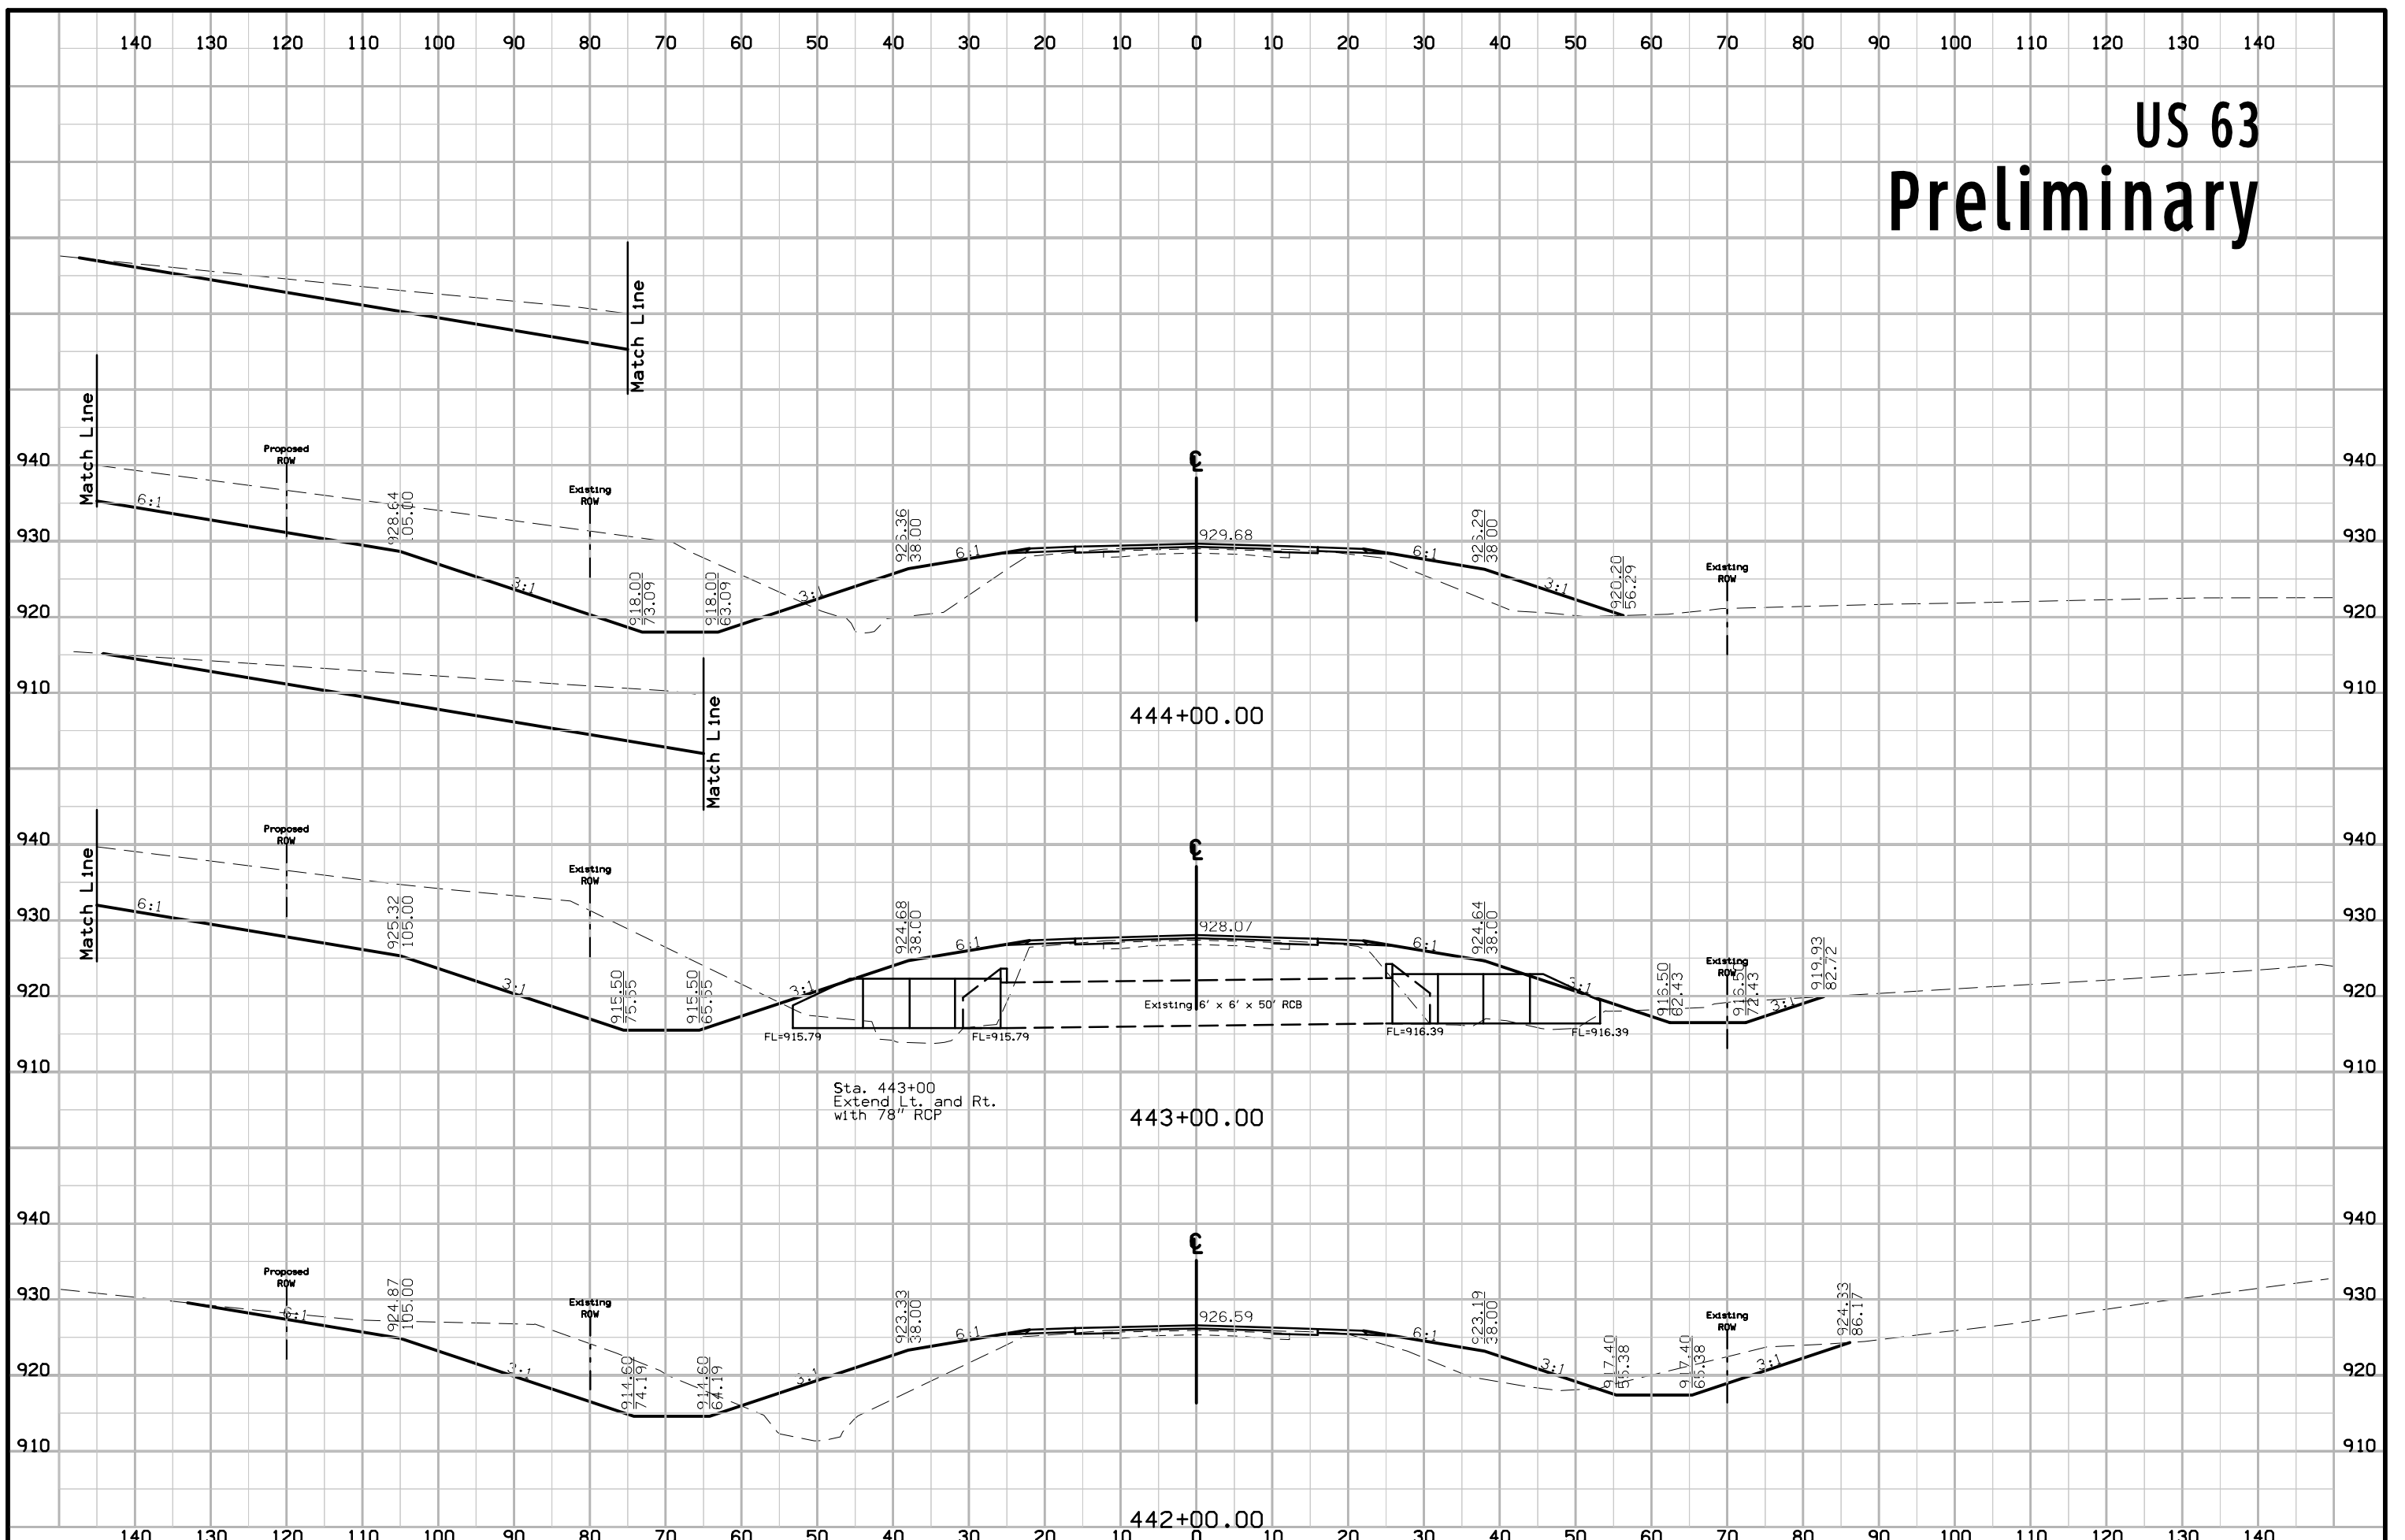 140 130 120 110 100 90 80 70 60 50 40 30 20 10 0 10 20 30 40 50 60 70 80 90 100 110 120 130 140
US 63
Preliminary
Match Line
Match Line
940 940
930 930
920 920
910 910
Proposed
ROW
Existing
ROW
℄
Existing
ROW
6:1
928.64
105.00
3:1
918.00
73.09
918.00
63.09
3:1
926.36
38.00
6:1
929.68
6:1
926.29
38.00
3:1
920.20
56.29
444+00.00
Match Line
Match Line
940 940
930 930
920 920
910 910
Proposed
ROW
Existing
ROW
℄
Existing
ROW
6:1
925.32
105.00
3:1
915.50
75.55
915.50
65.55
3:1
924.68
38.00
6:1
928.07
6:1
924.64
38.00
3:1
916.50
62.43
916.50
72.43
3:1
919.93
82.72
Existing 6' x 6' x 50' RCB
FL=915.79
FL=915.79
FL=916.39
FL=916.39
Sta. 443+00
Extend Lt. and Rt.
with 78" RCP
443+00.00
940 940
930 930
920 920
910 910
Proposed
ROW
Existing
ROW
℄
Existing
ROW
6:1
924.87
105.00
3:1
914.60
74.19
914.60
64.19
3:1
923.33
38.00
6:1
926.59
6:1
923.19
38.00
3:1
917.40
55.38
917.40
65.38
3:1
924.33
86.17
442+00.00
140 130 120 110 100 90 80 70 60 50 40 30 20 10 0 10 20 30 40 50 60 70 80 90 100 110 120 130 140